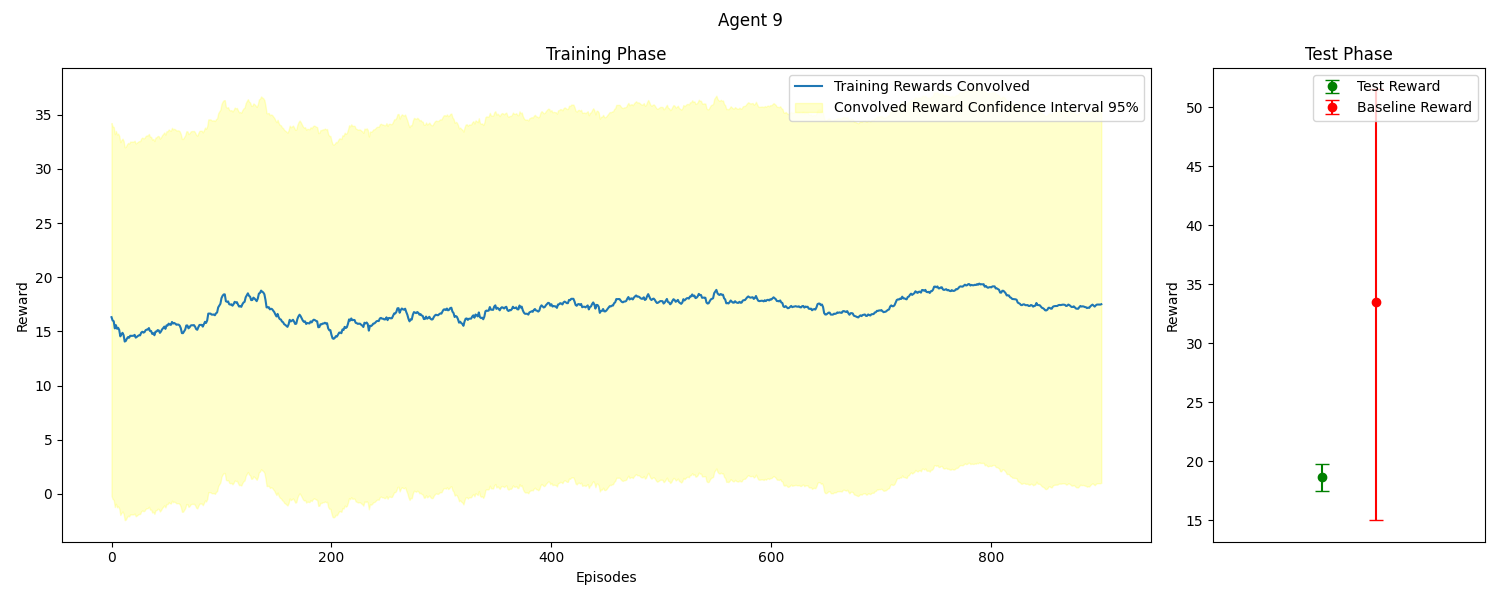 Agent 9
Training Phase
Training Rewards Convolved
Convolved Reward Confidence Interval 95%
Reward
35
30
25
20
15
10
5
0
0
200
400
600
800
Episodes
Test Phase
Test Reward
Baseline Reward
Reward
50
45
40
35
30
25
20
15